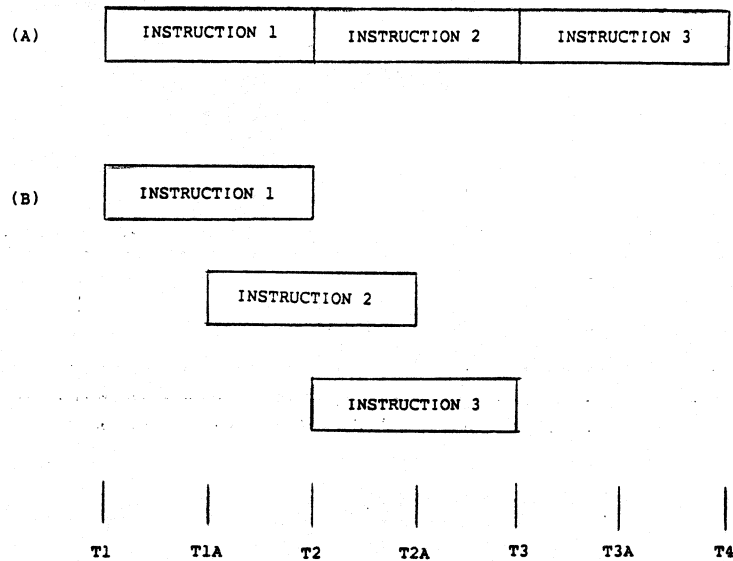 (A) INSTRUCTION 1 INSTRUCTION 2 INSTRUCTION 3
(B) INSTRUCTION 1
INSTRUCTION 2
INSTRUCTION 3
T1 T1A T2 T2A T3 T3A T4